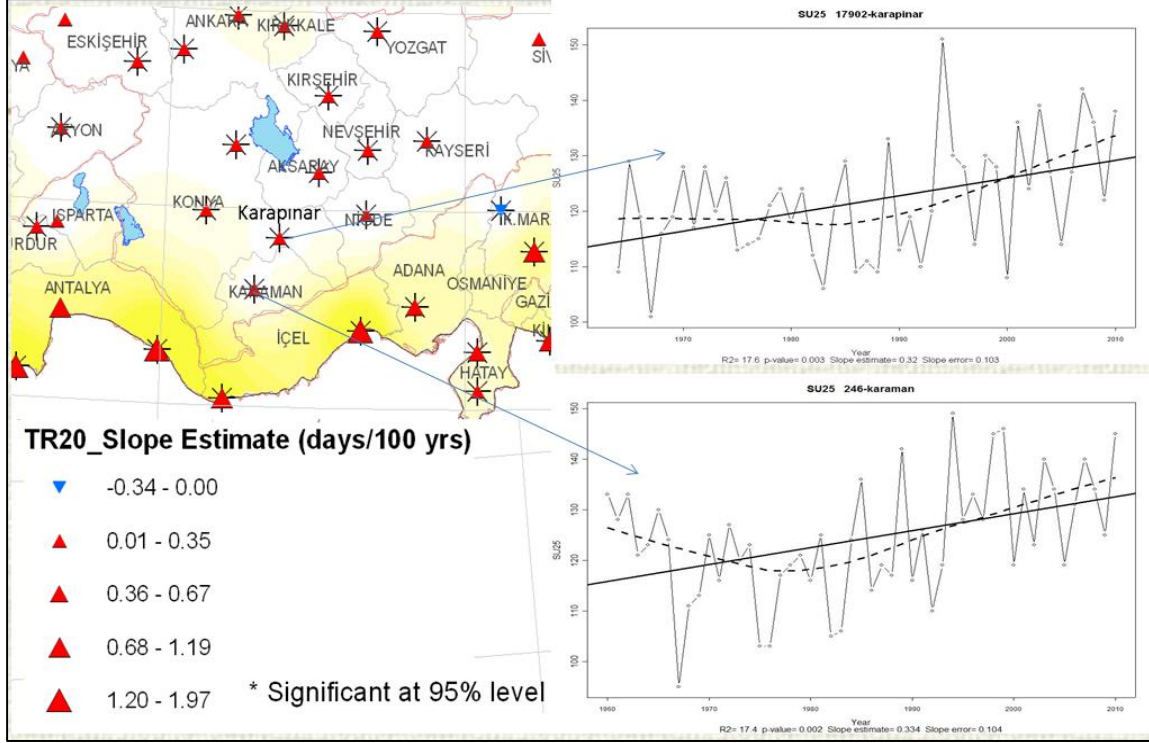 ANKARA
KIRIKKALE
ESKİŞEHİR
YOZGAT
SİV
YA
KIRŞEHİR
AFYON
NEVŞEHİR
KAYSERİ
AKSARAY
KONYA
Karapınar
NİĞDE
ISPARTA
K.MAR
URDUR
ADANA
OSMANİYE
ANTALYA
KARAMAN
GAZİ
İÇEL
Kİ
HATAY
TR20_Slope Estimate (days/100 yrs)
-0.34 - 0.00
0.01 - 0.35
0.36 - 0.67
0.68 - 1.19
1.20 - 1.97
* Significant at 95% level
SU25 17902-karapinar
150
140
130
120
110
100
SU25
1970 1980 1990 2000 2010
Year
R2= 17.6 p-value= 0.003 Slope estimate= 0.32 Slope error= 0.103
SU25 246-karaman
150
140
130
120
110
100
SU25
1960 1970 1980 1990 2000 2010
Year
R2= 17.4 p-value= 0.002 Slope estimate= 0.334 Slope error= 0.104